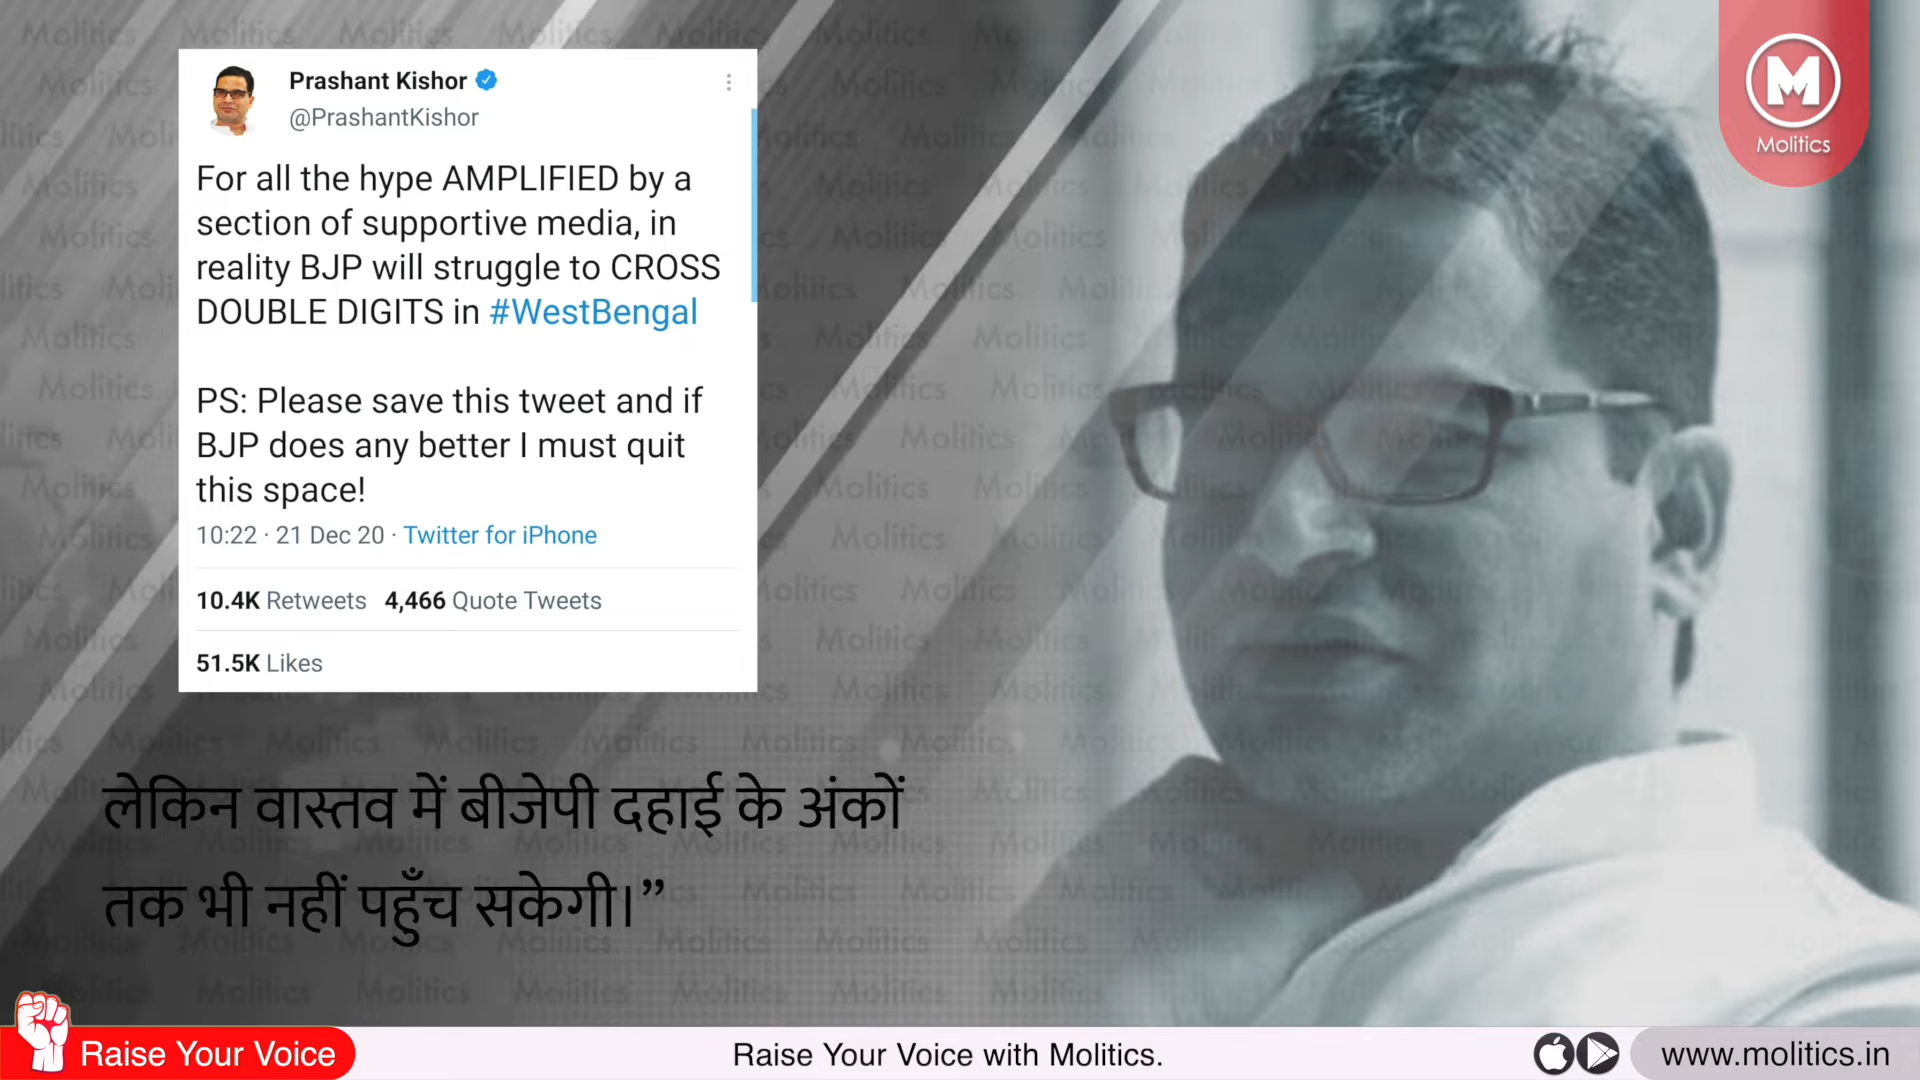 Prashant Kishor
@PrashantKishor
For all the hype AMPLIFIED by a
section of supportive media, in
reality BJP will struggle to CROSS
DOUBLE DIGITS in #WestBengal
PS: Please save this tweet and if
BJP does any better I must quit
this space!
10:22 · 21 Dec 20 · Twitter for iPhone
10.4K Retweets 4,466 Quote Tweets
51.5K Likes
M
Molitics
लेकिन वास्तव में बीजेपी दहाई के अंकों
तक भी नहीं पहुँच सकेगी।”
Raise Your Voice
Raise Your Voice with Molitics.
www.molitics.in